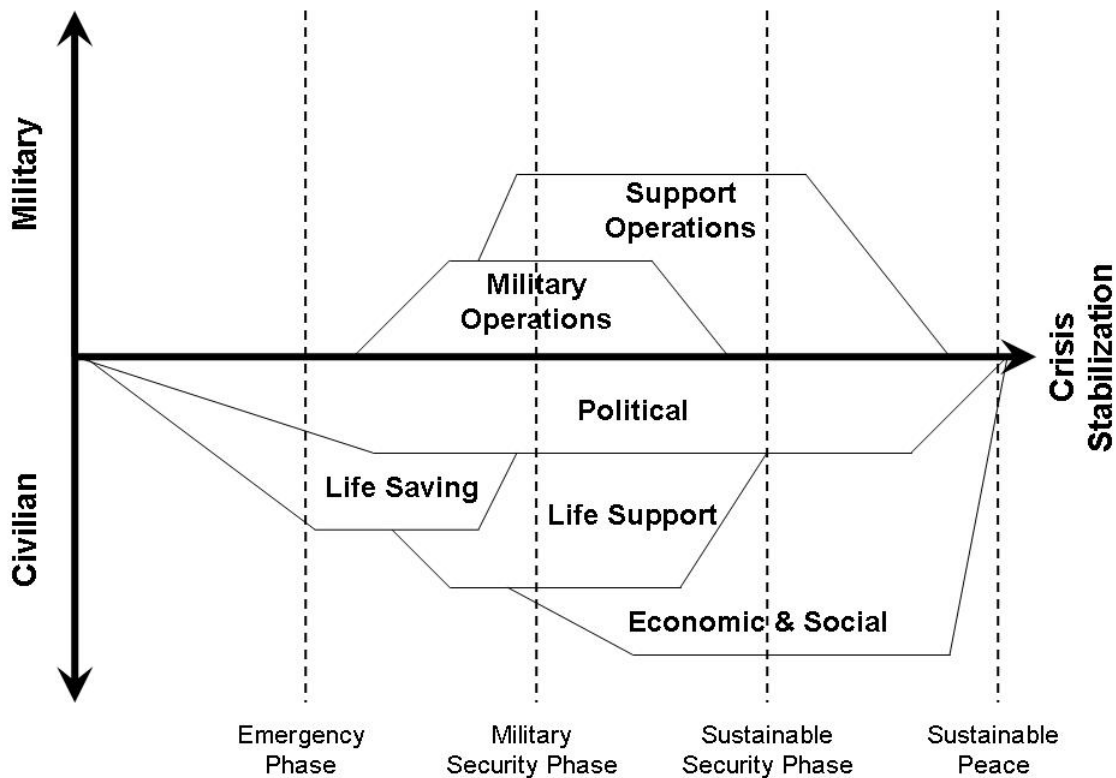 Military
Support
Operations
Military
Operations
Crisis
Stabilization
Political
Civilian
Life Saving
Life Support
Economic & Social
Emergency
Phase
Military
Security Phase
Sustainable
Security Phase
Sustainable
Peace